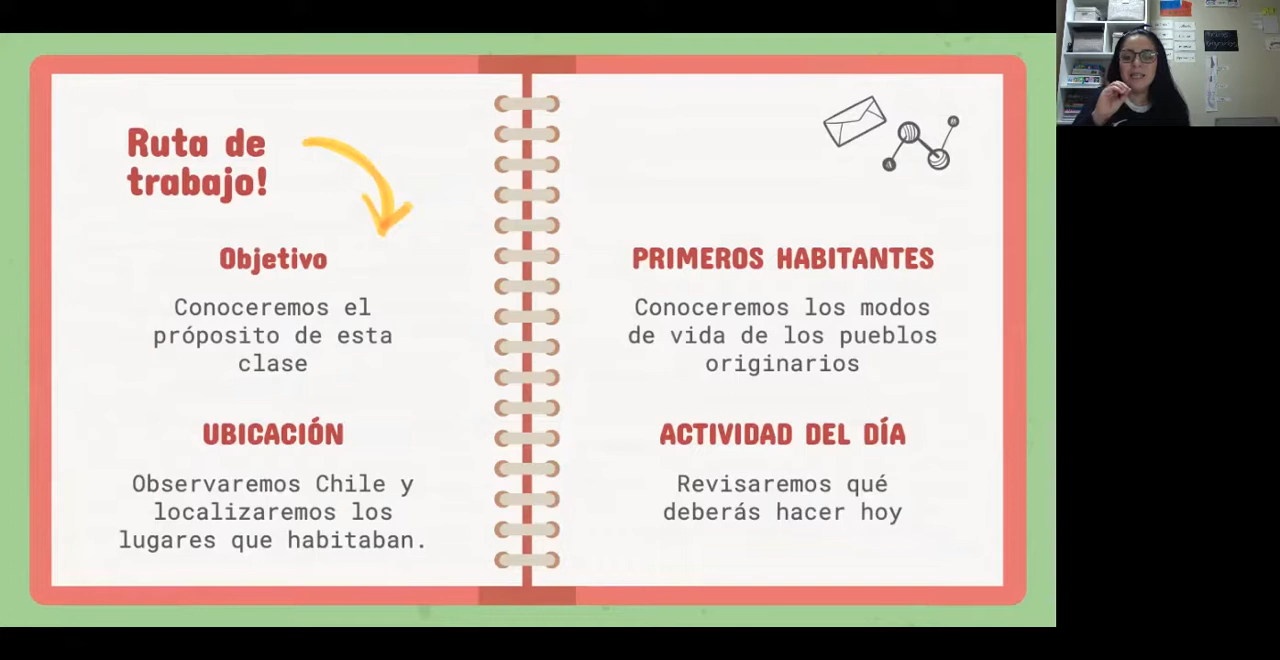 Ruta de
trabajo!
Objetivo
Conoceremos el
próposito de esta
clase
UBICACIÓN
Observaremos Chile y
localizaremos los
lugares que habitaban.
PRIMEROS HABITANTES
Conoceremos los modos
de vida de los pueblos
originarios
ACTIVIDAD DEL DÍA
Revisaremos qué
deberás hacer hoy